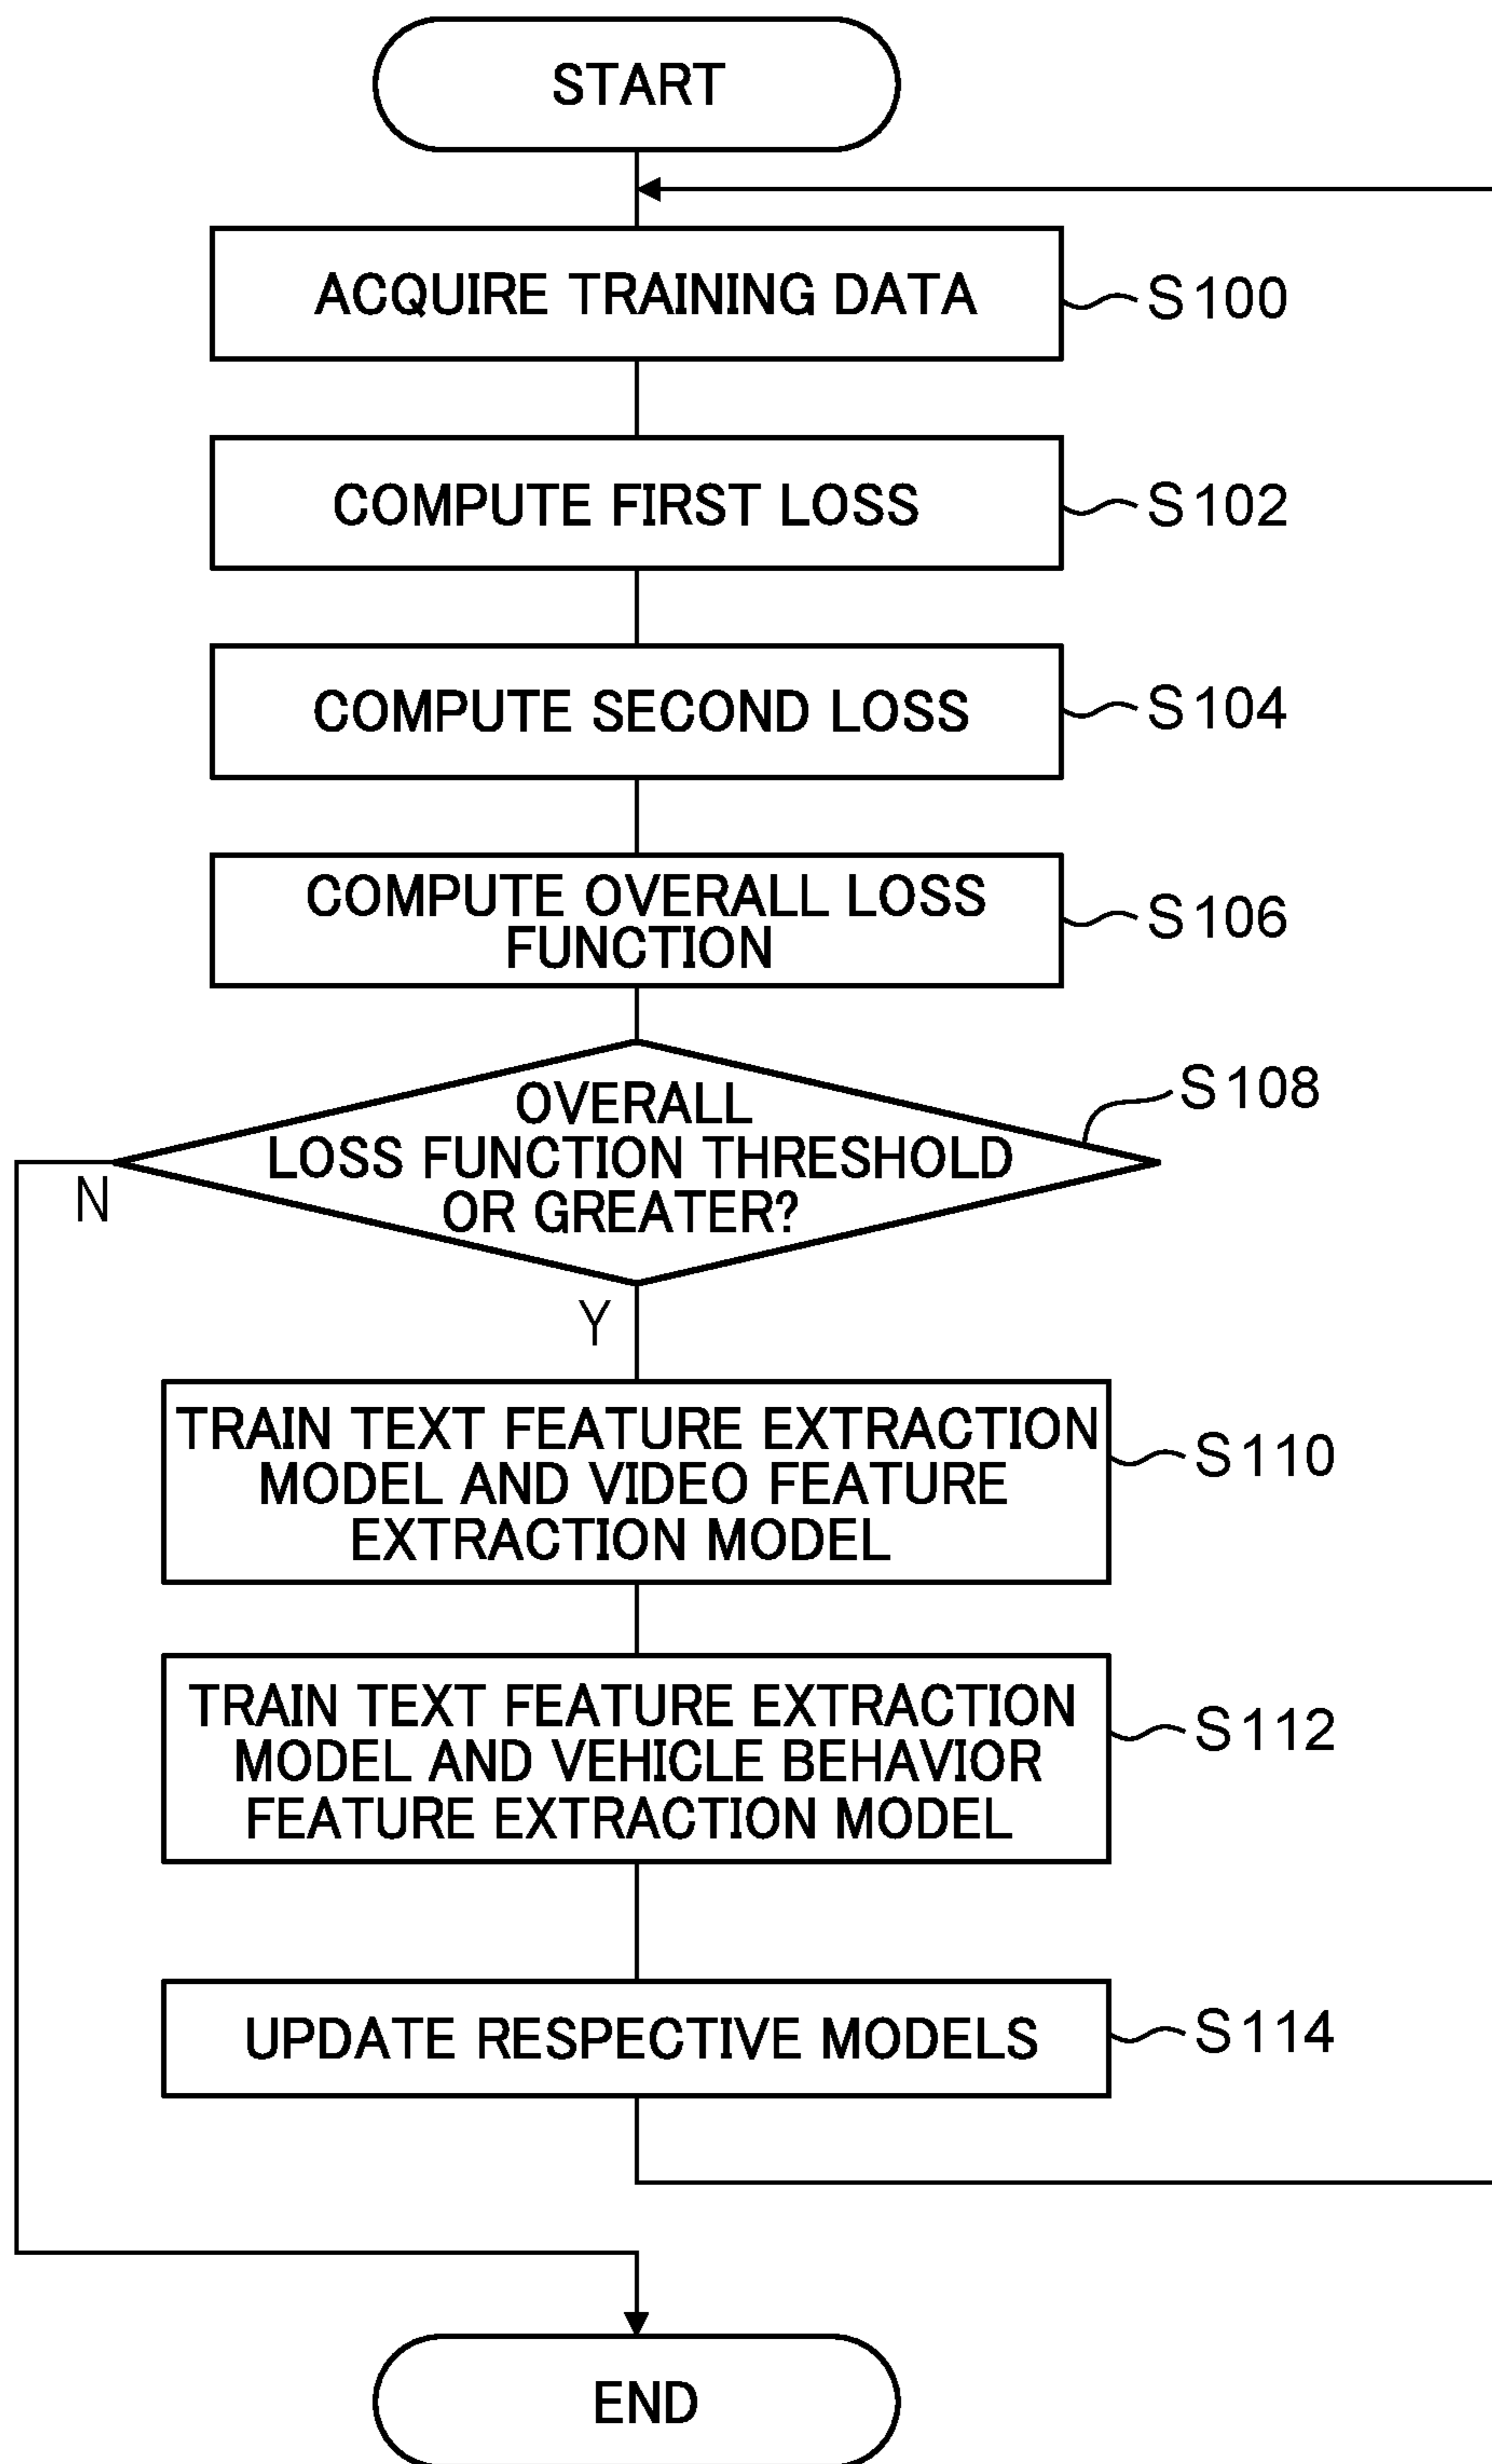 START
ACQUIRE TRAINING DATA
S100
COMPUTE FIRST LOSS
S102
COMPUTE SECOND LOSS
S104
COMPUTE OVERALL LOSS
FUNCTION
S106
OVERALL
LOSS FUNCTION THRESHOLD
OR GREATER?
S108
N
Y
TRAIN TEXT FEATURE EXTRACTION
MODEL AND VIDEO FEATURE
EXTRACTION MODEL
S110
TRAIN TEXT FEATURE EXTRACTION
MODEL AND VEHICLE BEHAVIOR
FEATURE EXTRACTION MODEL
S112
UPDATE RESPECTIVE MODELS
S114
END